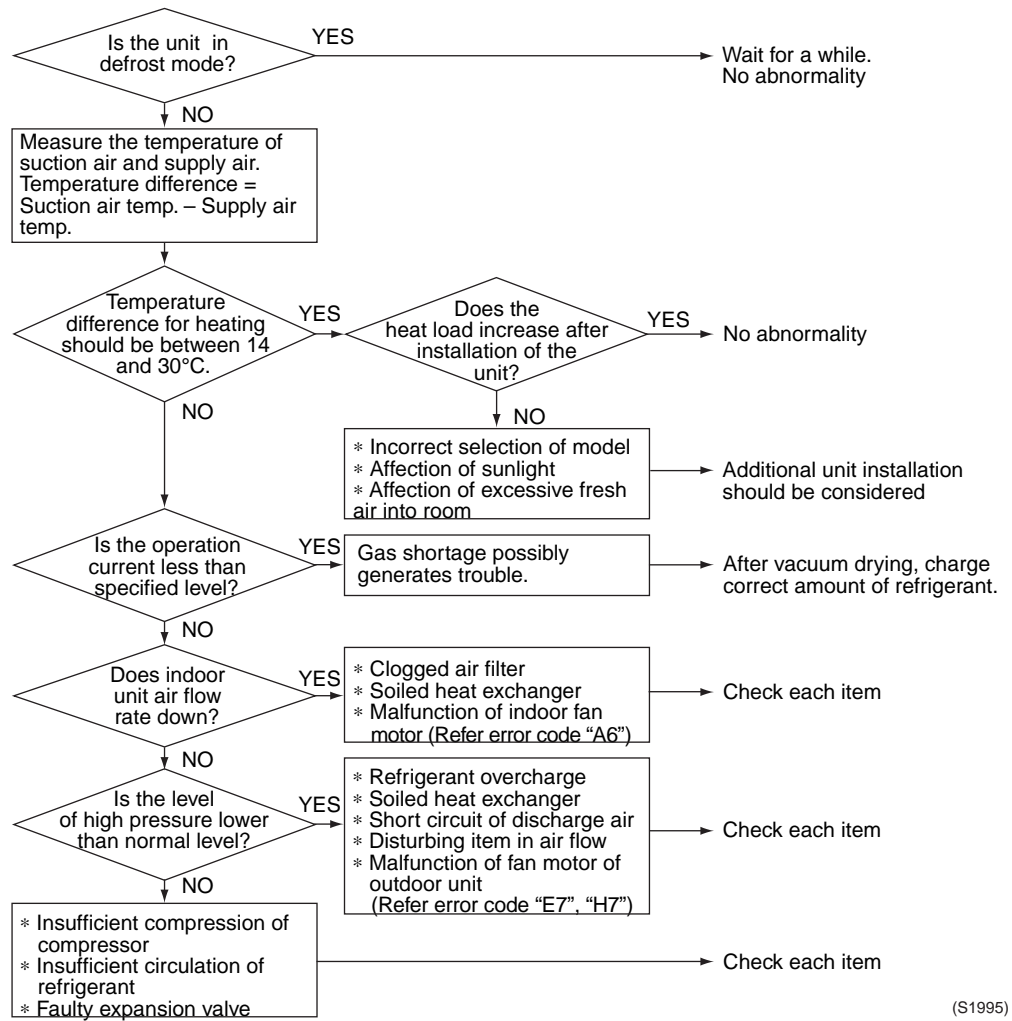 Is the unit in
defrost mode?
YES
Wait for a while.
No abnormality
NO
Measure the temperature of
suction air and supply air.
Temperature difference =
Suction air temp. – Supply air
temp.
Temperature
difference for heating
should be between 14
and 30°C.
YES
Does the
heat load increase after
installation of the
unit?
YES
No abnormality
NO
NO
∗ Incorrect selection of model
∗ Affection of sunlight
∗ Affection of excessive fresh
air into room
Additional unit installation
should be considered
Is the operation
current less than
specified level?
YES
Gas shortage possibly
generates trouble.
After vacuum drying, charge
correct amount of refrigerant.
NO
Does indoor
unit air flow
rate down?
YES
∗ Clogged air filter
∗ Soiled heat exchanger
∗ Malfunction of indoor fan
motor (Refer error code “A6”)
Check each item
NO
Is the level
of high pressure lower
than normal level?
YES
∗ Refrigerant overcharge
∗ Soiled heat exchanger
∗ Short circuit of discharge air
∗ Disturbing item in air flow
∗ Malfunction of fan motor of
outdoor unit
(Refer error code “E7”, “H7”)
Check each item
NO
∗ Insufficient compression of
compressor
∗ Insufficient circulation of
refrigerant
∗ Faulty expansion valve
Check each item
(S1995)